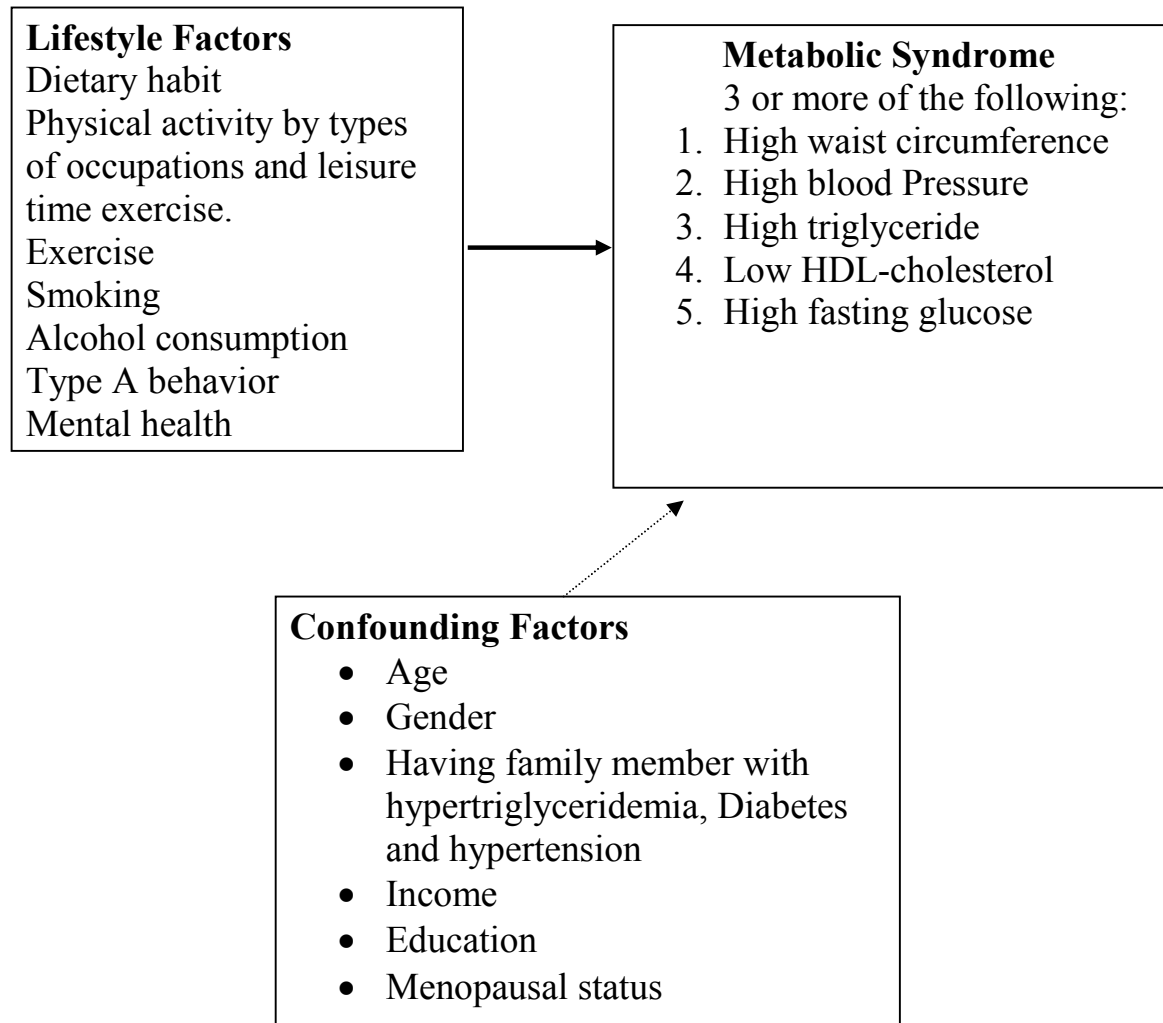 Lifestyle Factors
Dietary habit
Physical activity by types
of occupations and leisure
time exercise.
Exercise
Smoking
Alcohol consumption
Type A behavior
Mental health
Metabolic Syndrome
3 or more of the following:
1. High waist circumference
2. High blood Pressure
3. High triglyceride
4. Low HDL-cholesterol
5. High fasting glucose
Confounding Factors
• Age
• Gender
• Having family member with
hypertriglyceridemia, Diabetes
and hypertension
• Income
• Education
• Menopausal status